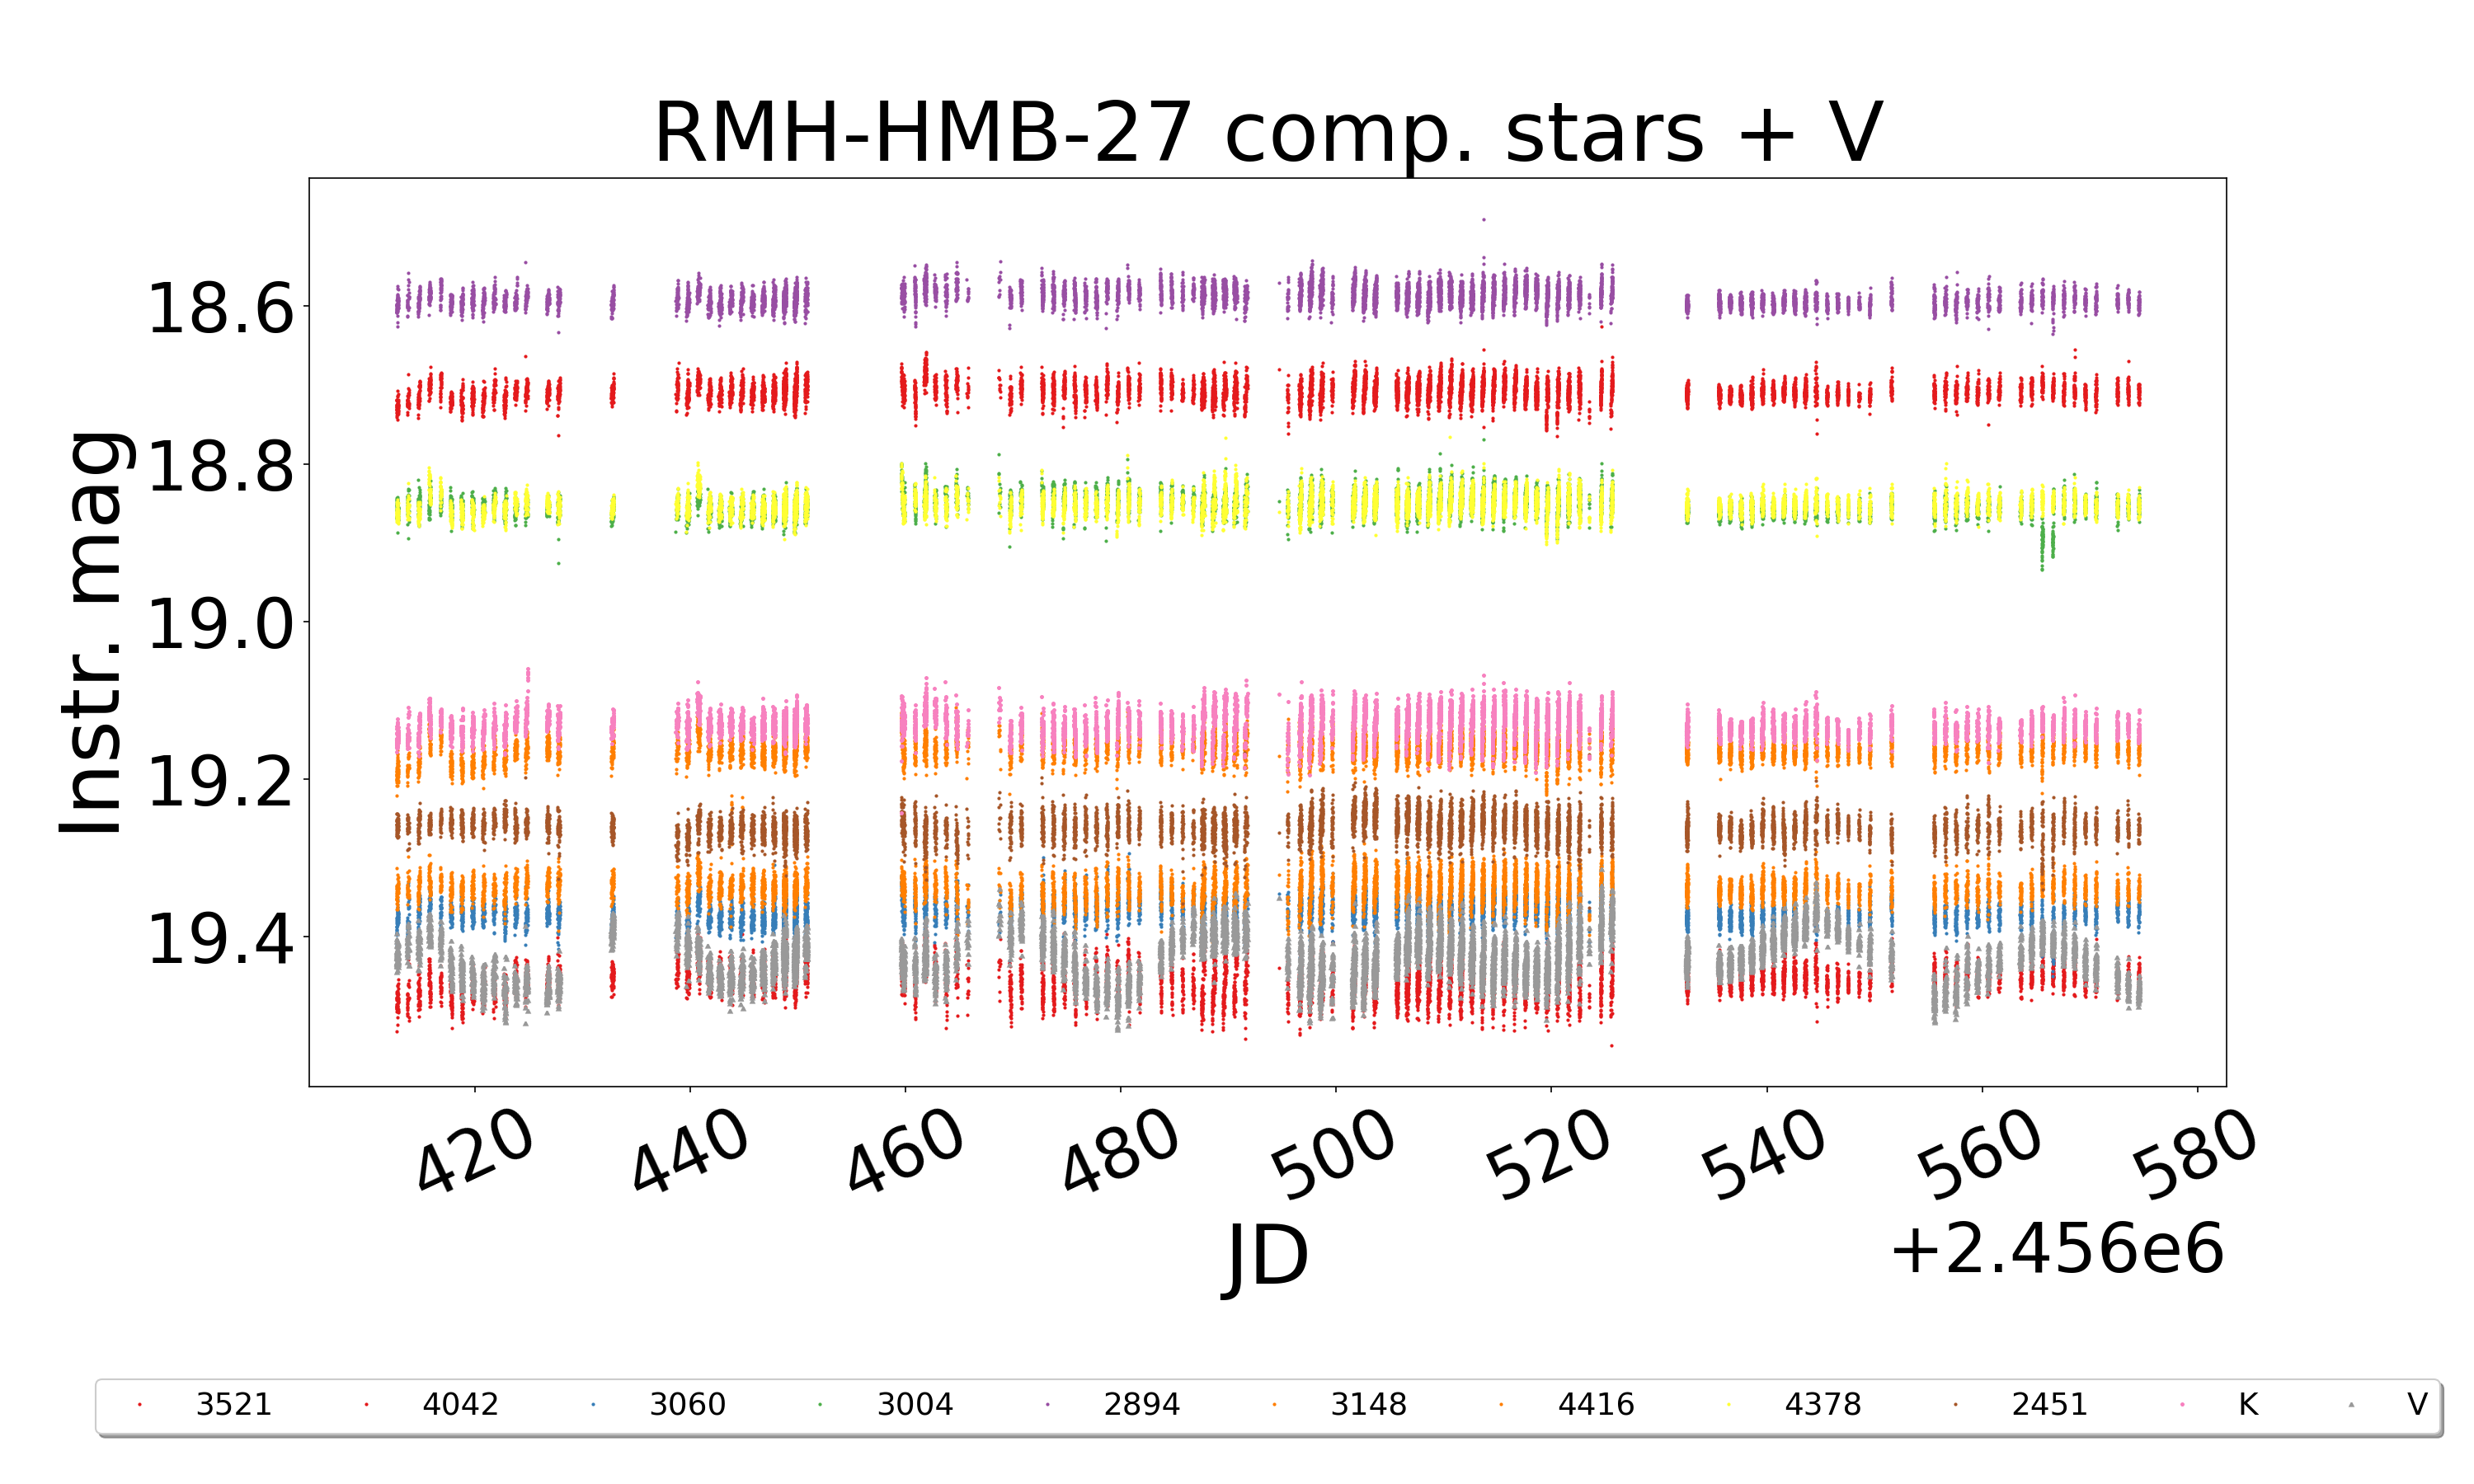 RMH-HMB-27 comp. stars + V
Instr. mag
18.6
18.8
19.0
19.2
19.4
420 440 460 480 500 520 540 560 580
JD
+2.456e6
3521 4042 3060 3004 2894 3148 4416 4378 2451 K V